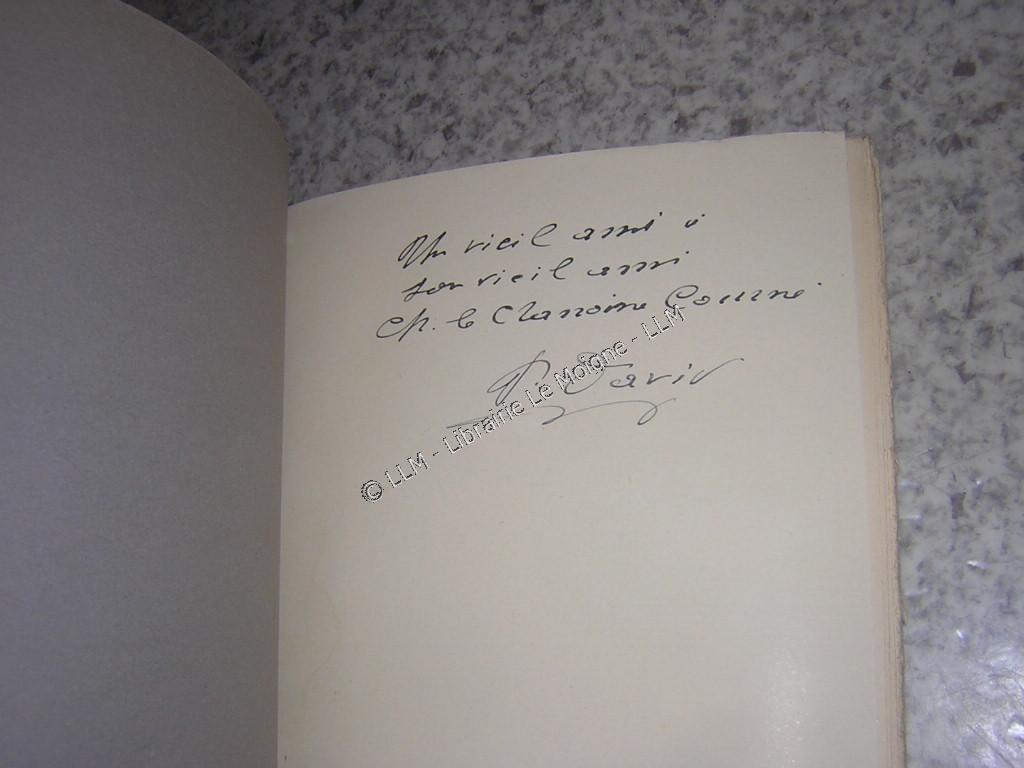 Un vieil ami à
son vieil ami
le Chanoine
© LLM - Librairie Le Moigne - LLM